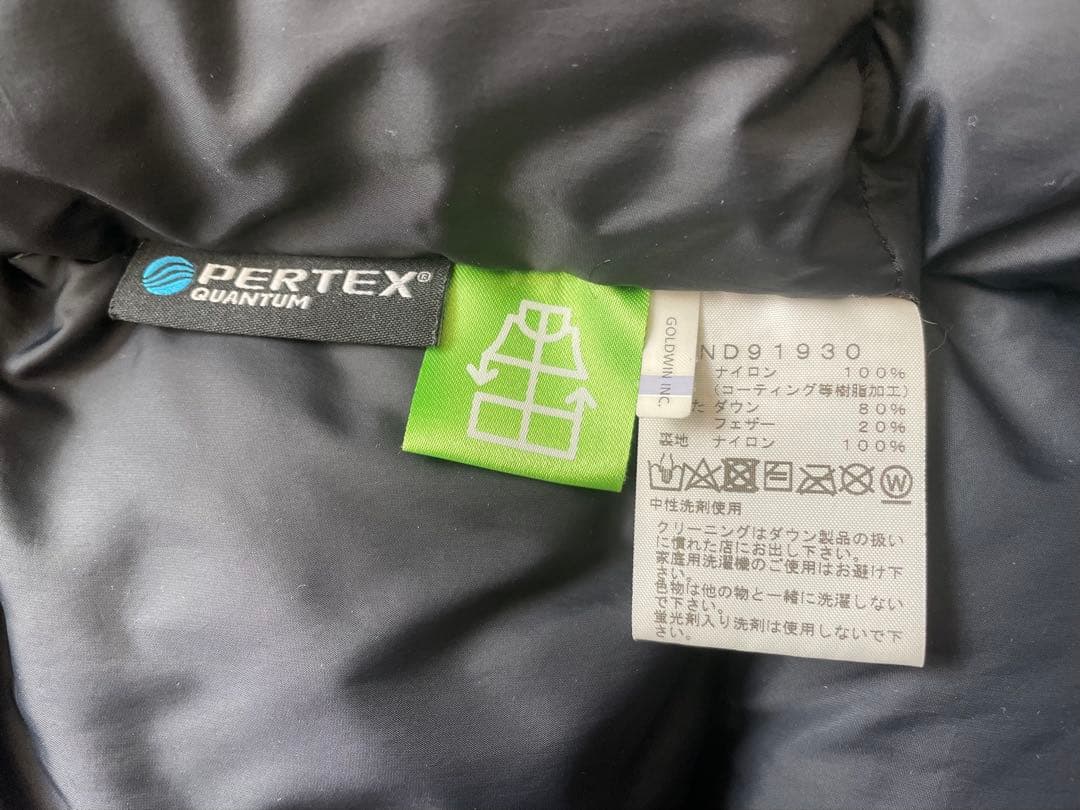 PERTEX®
QUANTUM
GOLDWIN INC.
ND91930
ナイロン 100%
(コーティング等樹脂加工)
た ダウン 80%
フェザー 20%
裏地 ナイロン 100%
W
中性洗剤使用
クリーニングはダウン製品の扱い
に慣れた店にお出し下さい。
家庭用洗濯機のご使用はお避け下
さい。
色物は他の物と一緒に洗濯しない
で下さい。
蛍光剤入り洗剤は使用しないで下
さい。